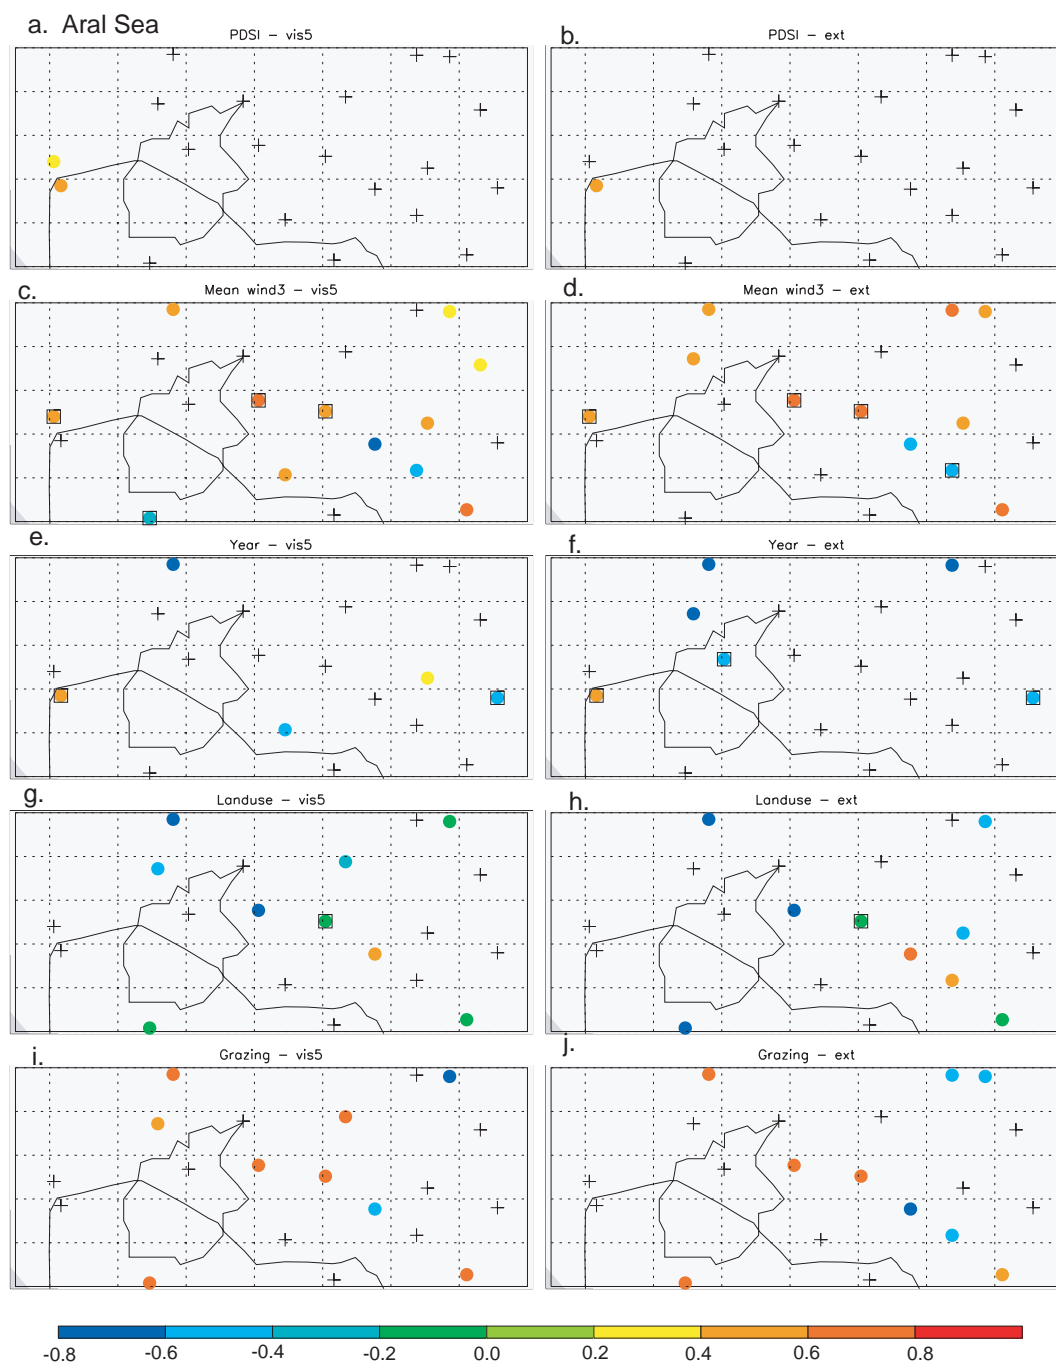 a. Aral Sea
PDSI – vis5
b.
PDSI – ext
c.
Mean wind3 – vis5
d.
Mean wind3 – ext
e.
Year – vis5
f.
Year – ext
g.
Landuse – vis5
h.
Landuse – ext
i.
Grazing – vis5
j.
Grazing – ext
-0.8 -0.6 -0.4 -0.2 0.0 0.2 0.4 0.6 0.8